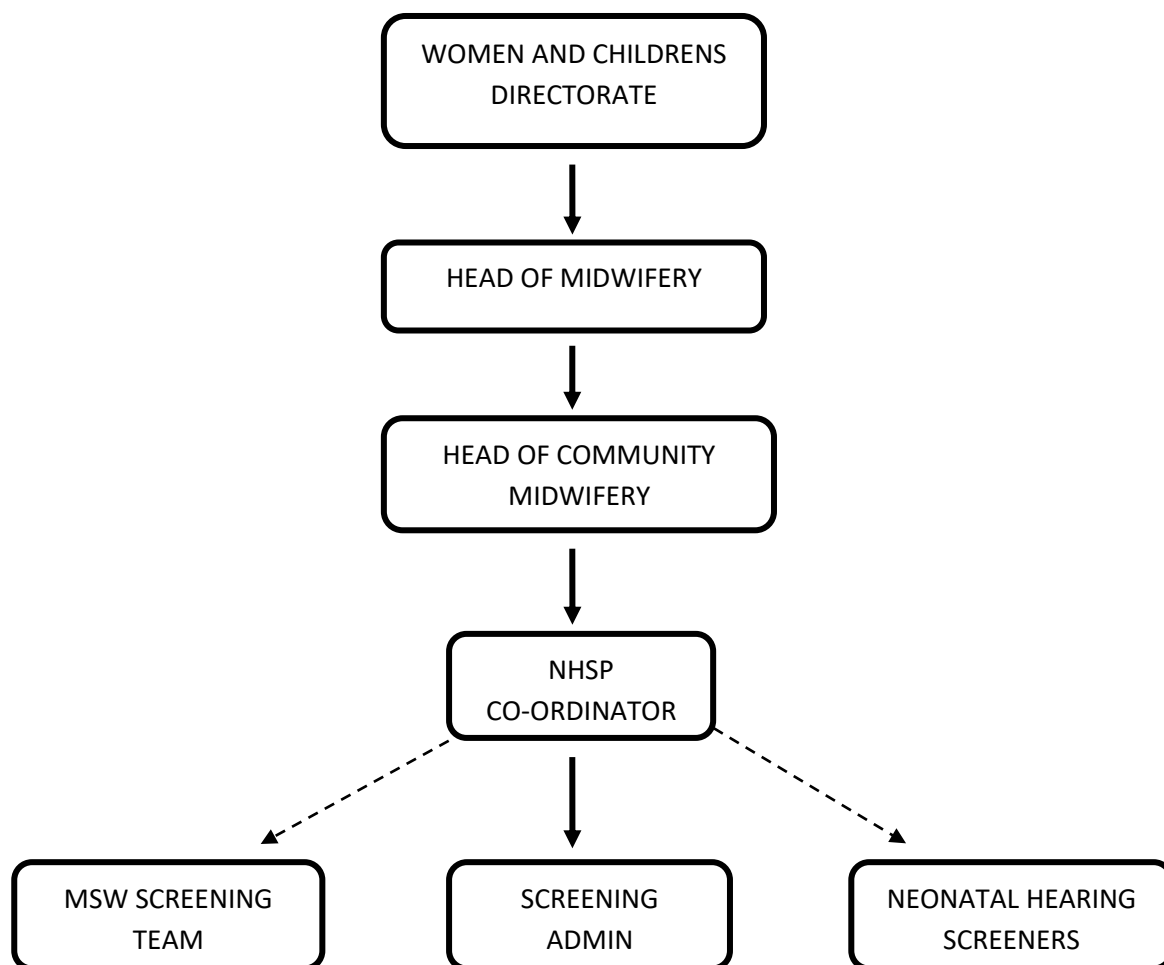 WOMEN AND CHILDRENS
DIRECTORATE
HEAD OF MIDWIFERY
HEAD OF COMMUNITY
MIDWIFERY
NHSP
CO-ORDINATOR
MSW SCREENING
TEAM
SCREENING
ADMIN
NEONATAL HEARING
SCREENERS